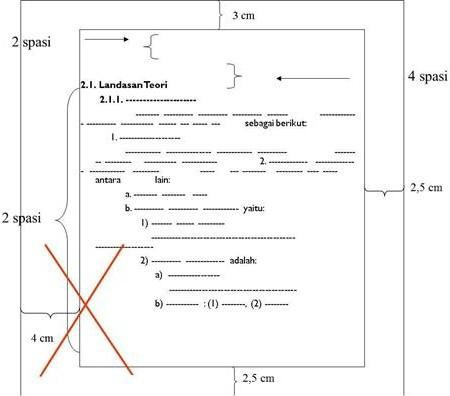 3 cm
2 spasi
4 spasi
2.1. Landasan Teori
2.1.1. ----------------------
sebagai berikut:
1. -------------------
2. ----------- -----------
antara lain:
a. ------- -------- ----
b. --------- ---------- ------------ yaitu:
2,5 cm
2 spasi
1) ------ ----- --------
2) --------- ------------ adalah:
a) ----------------
b) ---------- : (1) -------, (2) -------
4 cm
2,5 cm